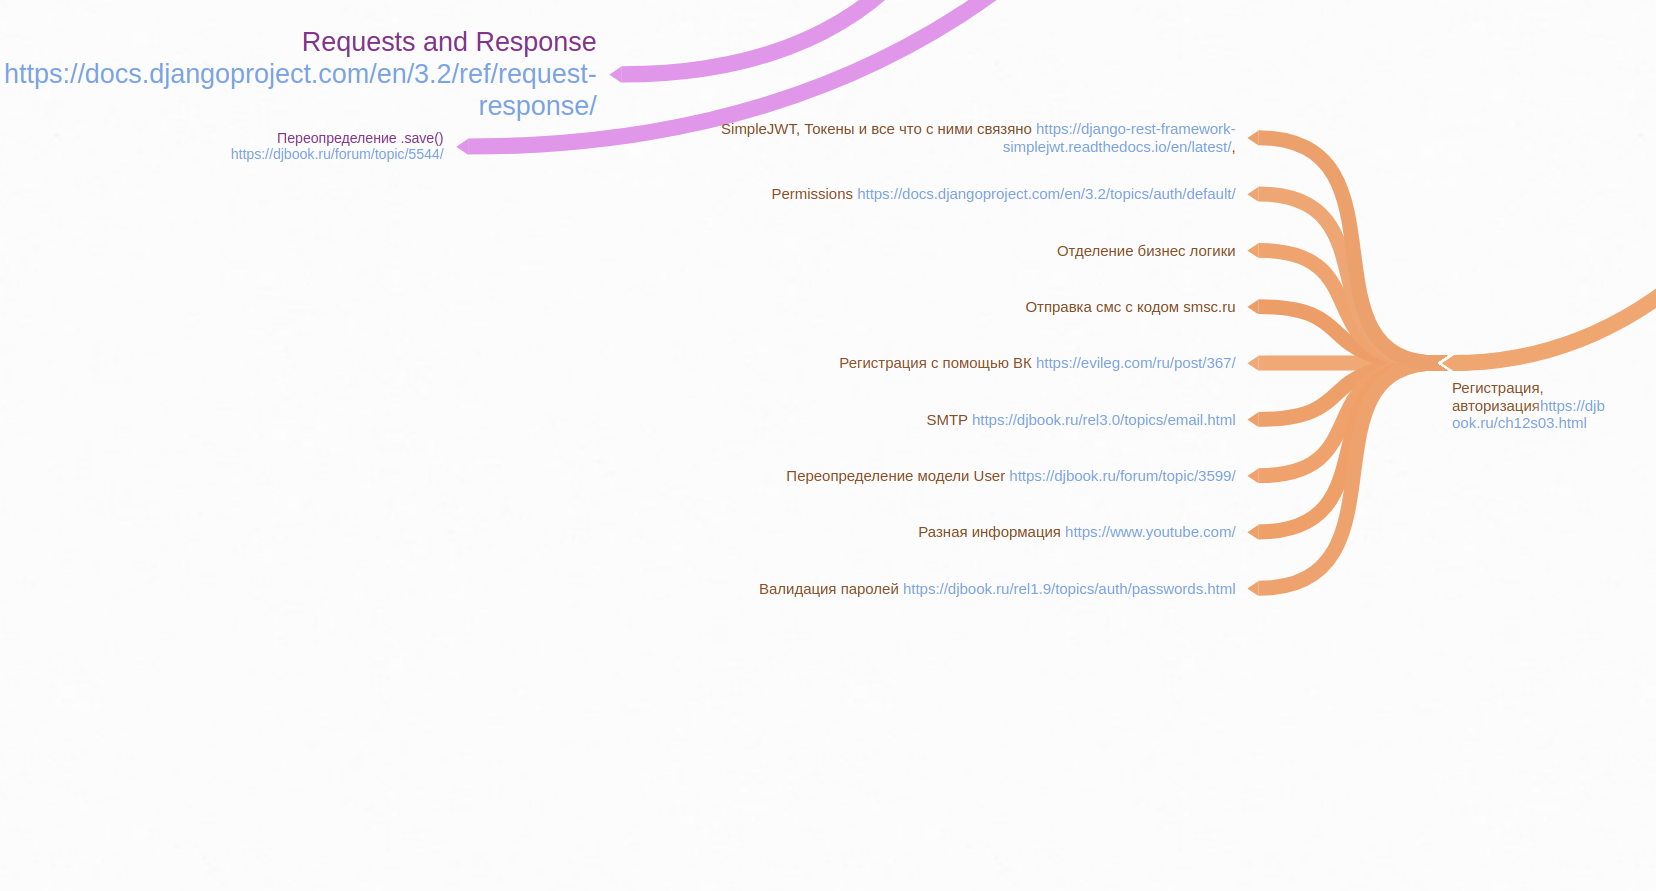 Requests and Response
https://docs.djangoproject.com/en/3.2/ref/request-
response/
Переопределение .save()
https://djbook.ru/forum/topic/5544/
SimpleJWT, Токены и все что с ними связяно https://django-rest-framework-
simplejwt.readthedocs.io/en/latest/,
Permissions https://docs.djangoproject.com/en/3.2/topics/auth/default/
Отделение бизнес логики
Отправка смс с кодом smsc.ru
Регистрация с помощью ВК https://evileg.com/ru/post/367/
SMTP https://djbook.ru/rel3.0/topics/email.html
Переопределение модели User https://djbook.ru/forum/topic/3599/
Разная информация https://www.youtube.com/
Валидация паролей https://djbook.ru/rel1.9/topics/auth/passwords.html
Регистрация,
авторизацияhttps://djb
ook.ru/ch12s03.html